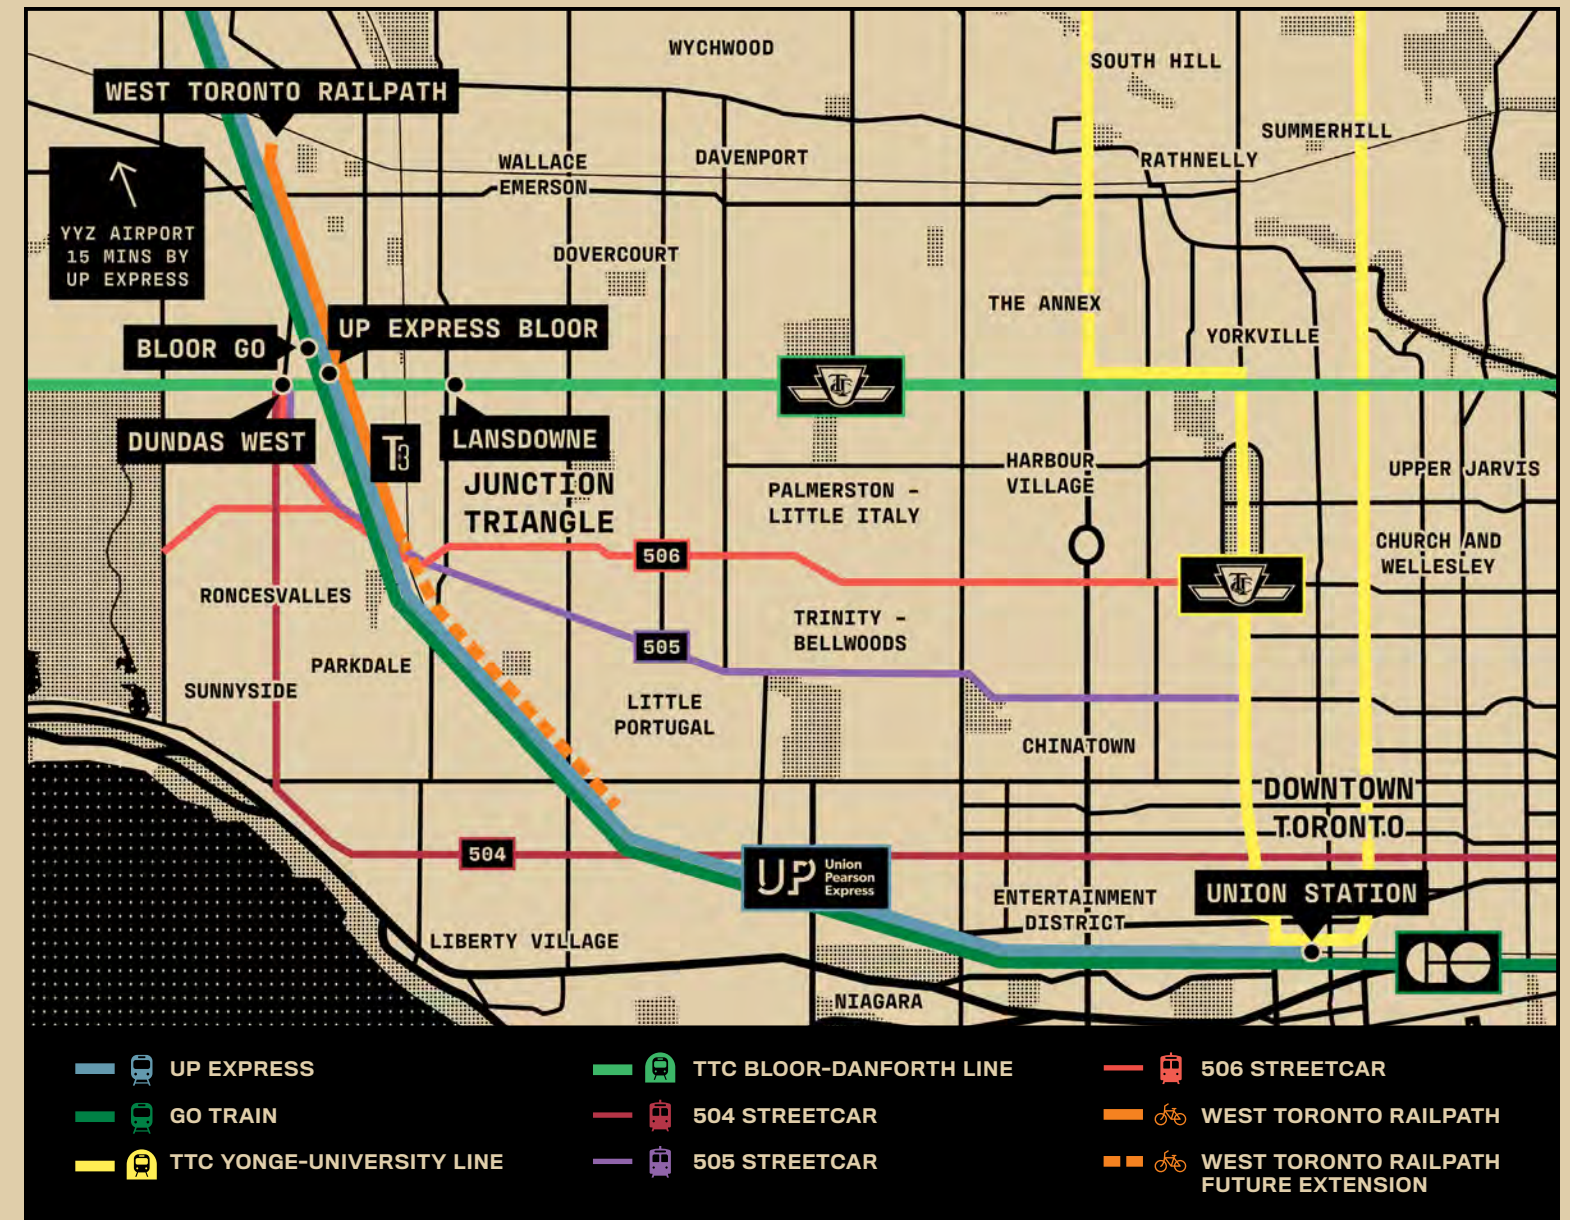 WYCHWOOD
SOUTH HILL
WEST TORONTO RAILPATH
SUMMERHILL
WALLACE
EMERSON
DAVENPORT
RATHNELLY
YYZ AIRPORT
15 MINS BY
UP EXPRESS
DOVERCOURT
THE ANNEX
UP EXPRESS BLOOR
YORKVILLE
BLOOR GO
TTC
DUNDAS WEST
T3
LANSDOWNE
JUNCTION
TRIANGLE
HARBOUR
VILLAGE
UPPER JARVIS
PALMERSTON -
LITTLE ITALY
506
CHURCH AND
WELLESLEY
TTC
RONCESVALLES
TRINITY -
BELLWOODS
505
PARKDALE
SUNNYSIDE
LITTLE
PORTUGAL
CHINATOWN
DOWNTOWN
TORONTO
504
UP Union
Pearson
Express
ENTERTAINMENT
DISTRICT
UNION STATION
LIBERTY VILLAGE
GO
NIAGARA
UP EXPRESS
GO TRAIN
TTC YONGE-UNIVERSITY LINE
TTC BLOOR-DANFORTH LINE
504 STREETCAR
505 STREETCAR
506 STREETCAR
WEST TORONTO RAILPATH
WEST TORONTO RAILPATH
FUTURE EXTENSION